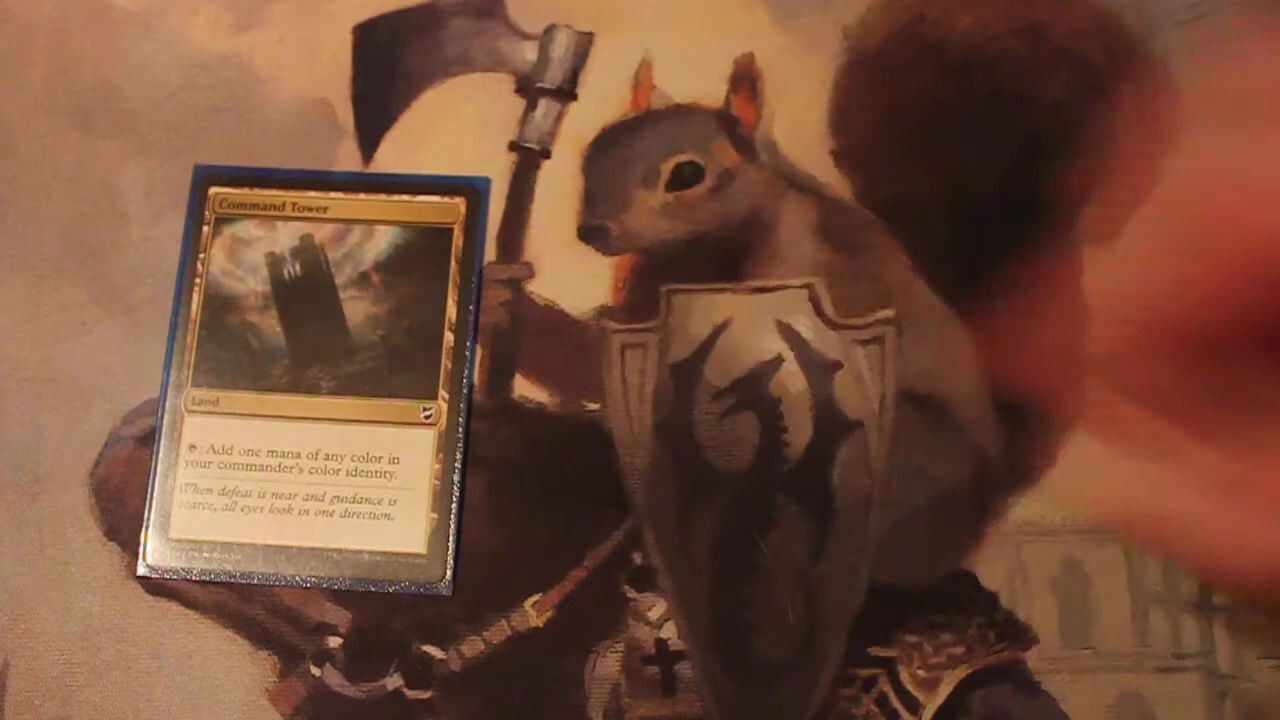 Command Tower
Land
: Add one mana of any color in
your commander's color identity.
When defeat is near and guidance is
scarce, all eyes look in one direction.